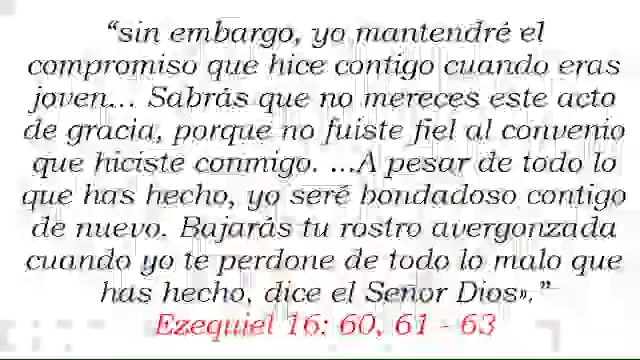 “sin embargo, yo mantendré el
compromiso que hice contigo cuando eras
joven... Sabrás que no mereces este acto
de gracia, porque no fuiste fiel al convenio
que hiciste conmigo. ...A pesar de todo lo
que has hecho, yo seré bondadoso contigo
de nuevo. Bajarás tu rostro avergonzada
cuando yo te perdone de todo lo malo que
has hecho, dice el Señor Dios».”
Ezequiel 16: 60, 61 - 63